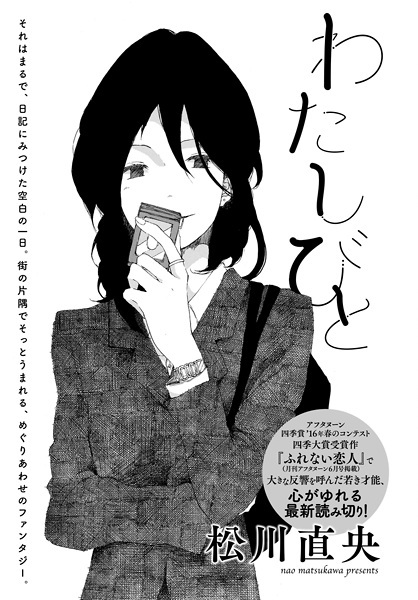 わたしびと
それはまるで、日記にみつけた空白の一日。街の片隅でそっとうまれる、めぐりあわせのファンタジー。
アフタヌーン
四季賞'16年春のコンテスト
四季大賞受賞作
『ふれない恋人』で
(月刊アフタヌーン6月号掲載)
大きな反響を呼んだ若き才能、
心がゆれる
最新読み切り!
松川直央
nao matsukawa presents